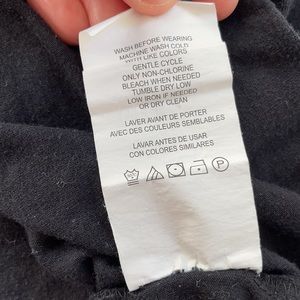 WASH BEFORE WEARING
MACHINE WASH COLD
WITH LIKE COLORS
GENTLE CYCLE
ONLY NON-CHLORINE
BLEACH WHEN NEEDED
TUMBLE DRY LOW
LOW IRON IF NEEDED
OR DRY CLEAN
LAVER AVANT DE PORTER
AVEC DES COULEURS SEMBLABLES
LAVAR ANTES DE USAR
CON COLORES SIMILARES
P